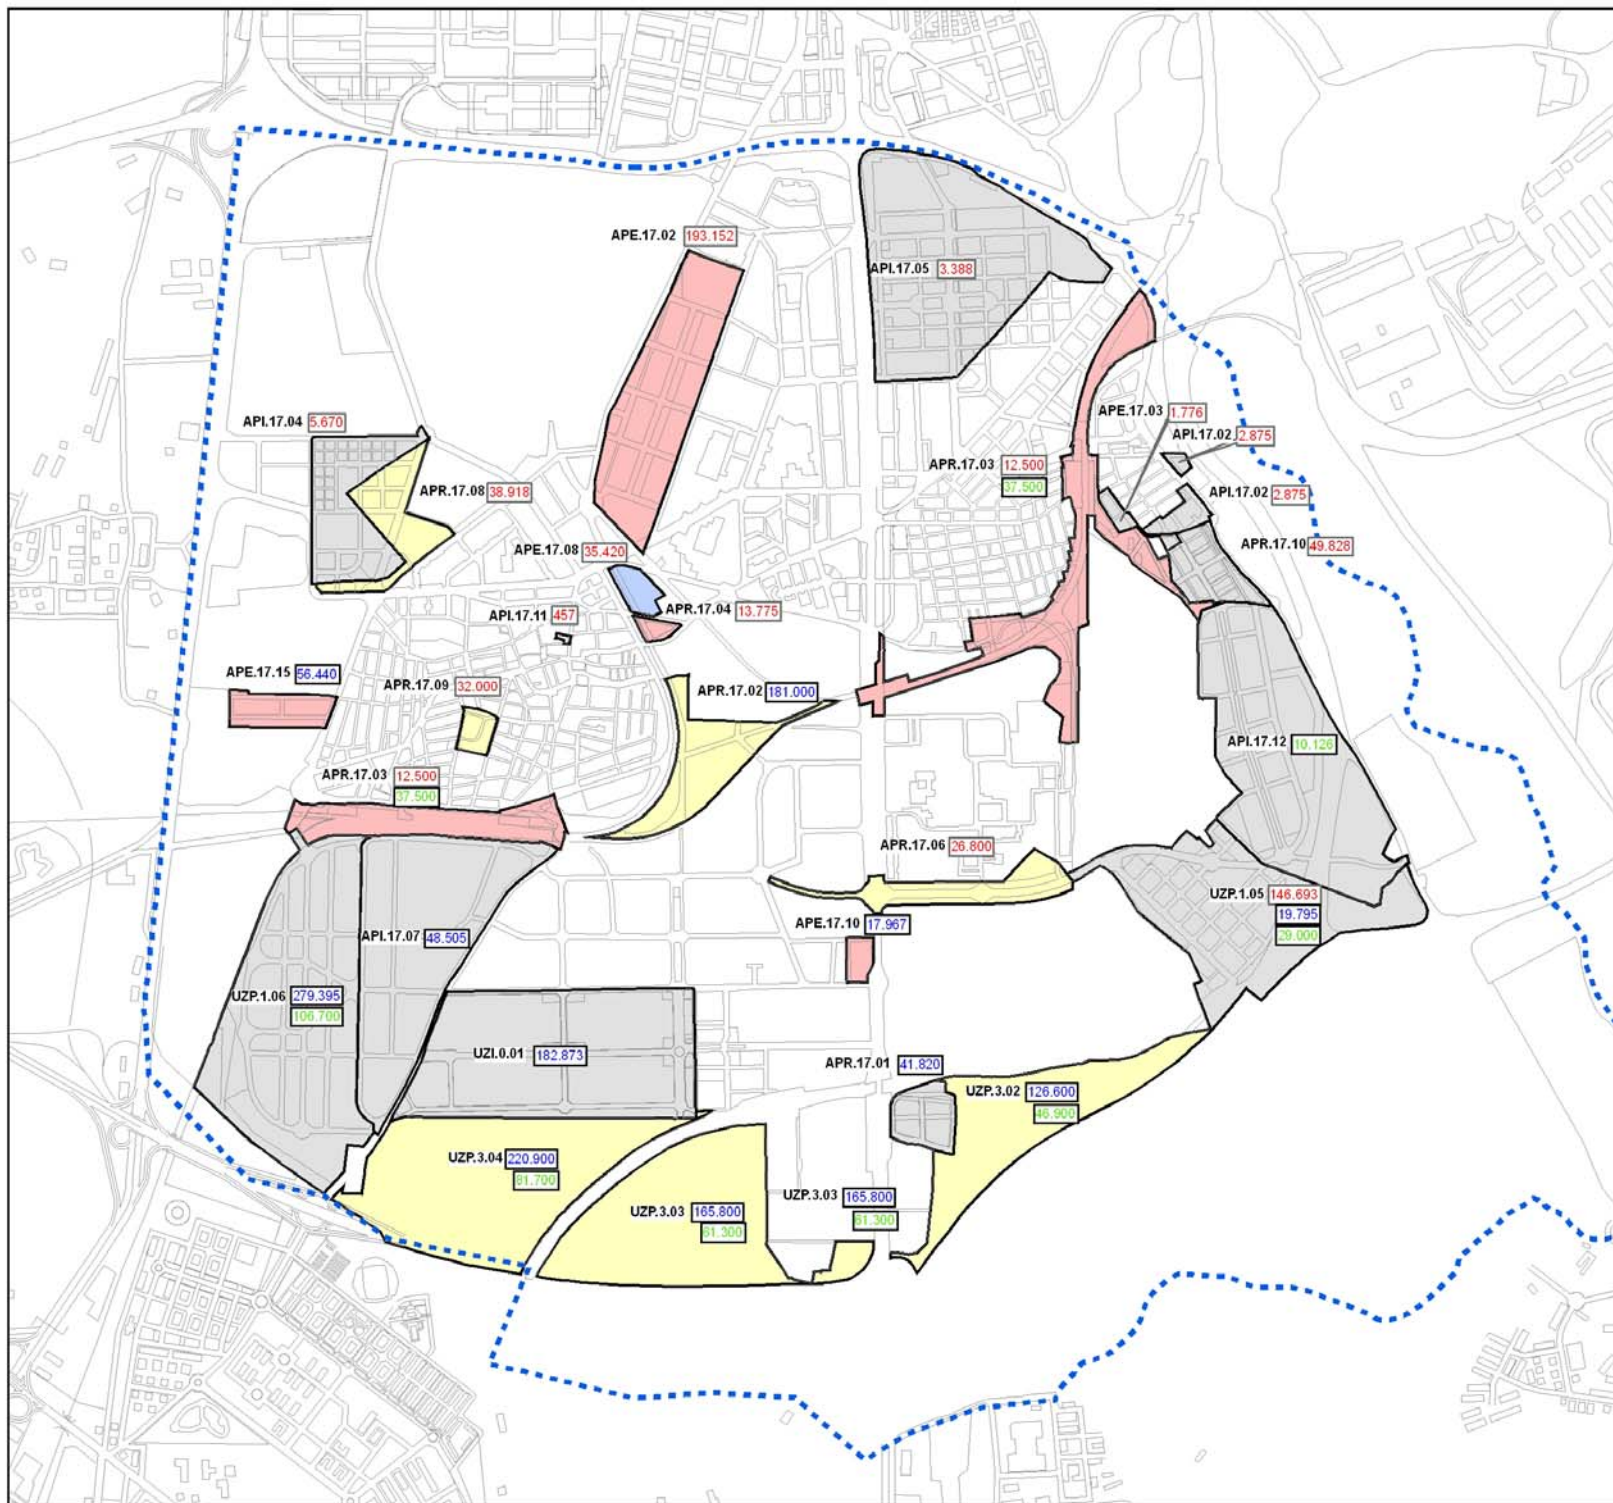 APE.17.02 193.152
API.17.05 3.388
APE.17.03 1.776
API.17.04 5.670
API.17.02 2.875
APR.17.03 12.500
37.500
APR.17.08 38.918
API.17.02 2.875
APR.17.10 49.828
APE.17.08 35.420
API.17.11 457
APR.17.04 13.775
APE.17.15 56.440
APR.17.09 32.000
APR.17.02 181.000
API.17.12 10.126
APR.17.03 12.500
37.500
APR.17.06 26.800
UZP.1.05 146.693
19.795
29.000
APE.17.10 17.967
API.17.07 48.505
UZP.1.06 279.395
106.700
UZI.0.01 182.873
APR.17.01 41.820
UZP.3.02 126.600
46.900
UZP.3.04 220.900
81.700
UZP.3.03 165.800
61.300
UZP.3.03 165.800
61.300